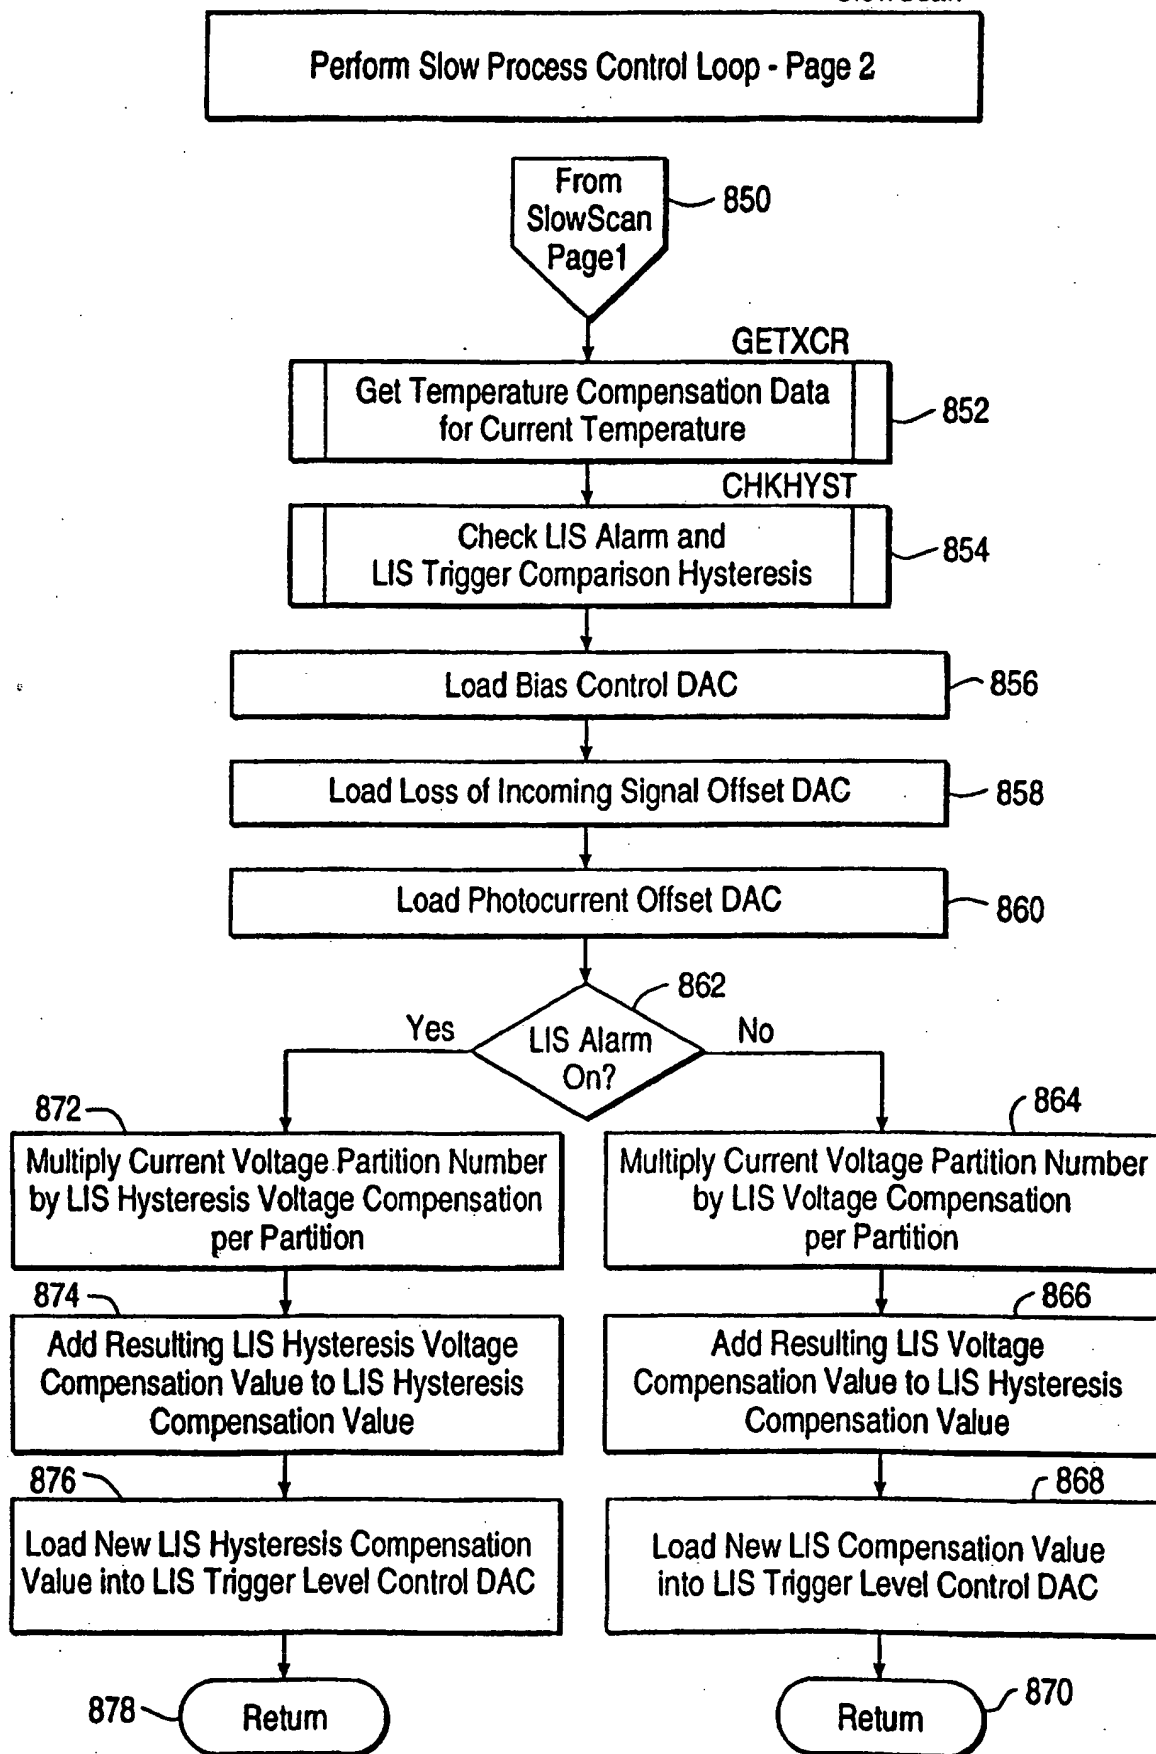 Perform Slow Process Control Loop - Page 2
From
SlowScan
Page1
850
GETXCR
Get Temperature Compensation Data
for Current Temperature
852
CHKHYST
Check LIS Alarm and
LIS Trigger Comparison Hysteresis
854
Load Bias Control DAC
856
Load Loss of Incoming Signal Offset DAC
858
Load Photocurrent Offset DAC
860
862
LIS Alarm
On?
Yes
No
872
Multiply Current Voltage Partition Number
by LIS Hysteresis Voltage Compensation
per Partition
864
Multiply Current Voltage Partition Number
by LIS Voltage Compensation
per Partition
874
Add Resulting LIS Hysteresis Voltage
Compensation Value to LIS Hysteresis
Compensation Value
866
Add Resulting LIS Voltage
Compensation Value to LIS Hysteresis
Compensation Value
876
Load New LIS Hysteresis Compensation
Value into LIS Trigger Level Control DAC
868
Load New LIS Compensation Value
into LIS Trigger Level Control DAC
878
Return
870
Return